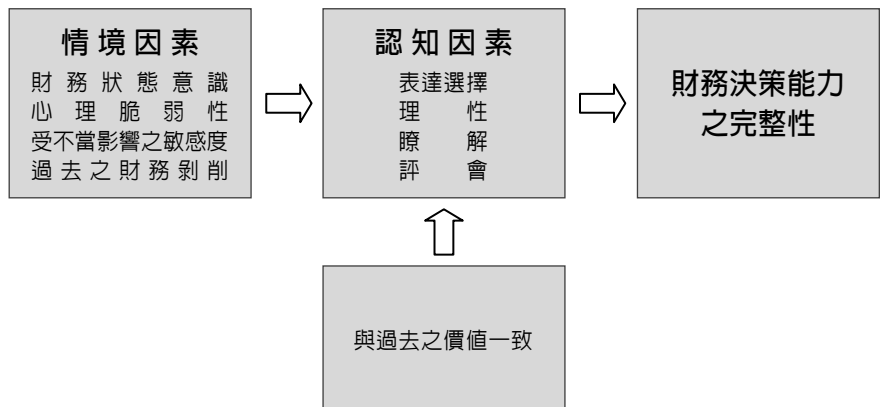 情境因素
財務狀態意識
心理脆弱性
受不當影響之敏感度
過去之財務剝削
認知因素
表達選擇
理性
瞭解
評會
財務決策能力
之完整性
與過去之價值一致